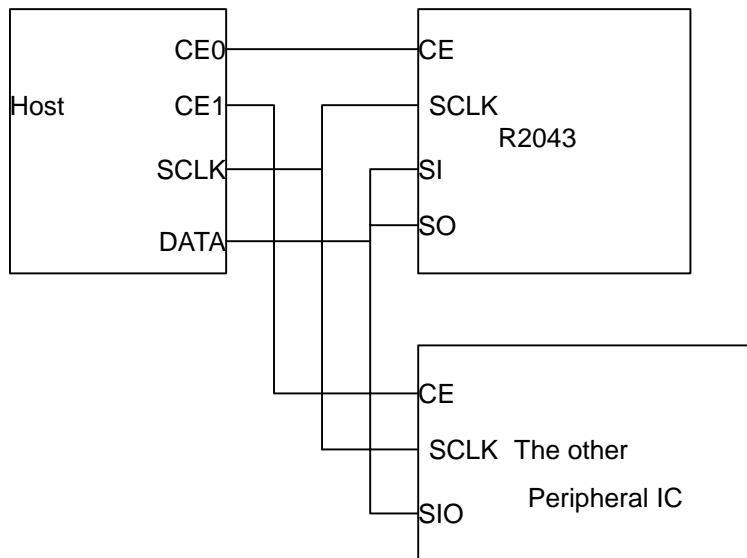 CE0
CE
Host
CE1
SCLK
R2043
SCLK
SI
SO
DATA
CE
SCLK The other
Peripheral IC
SIO